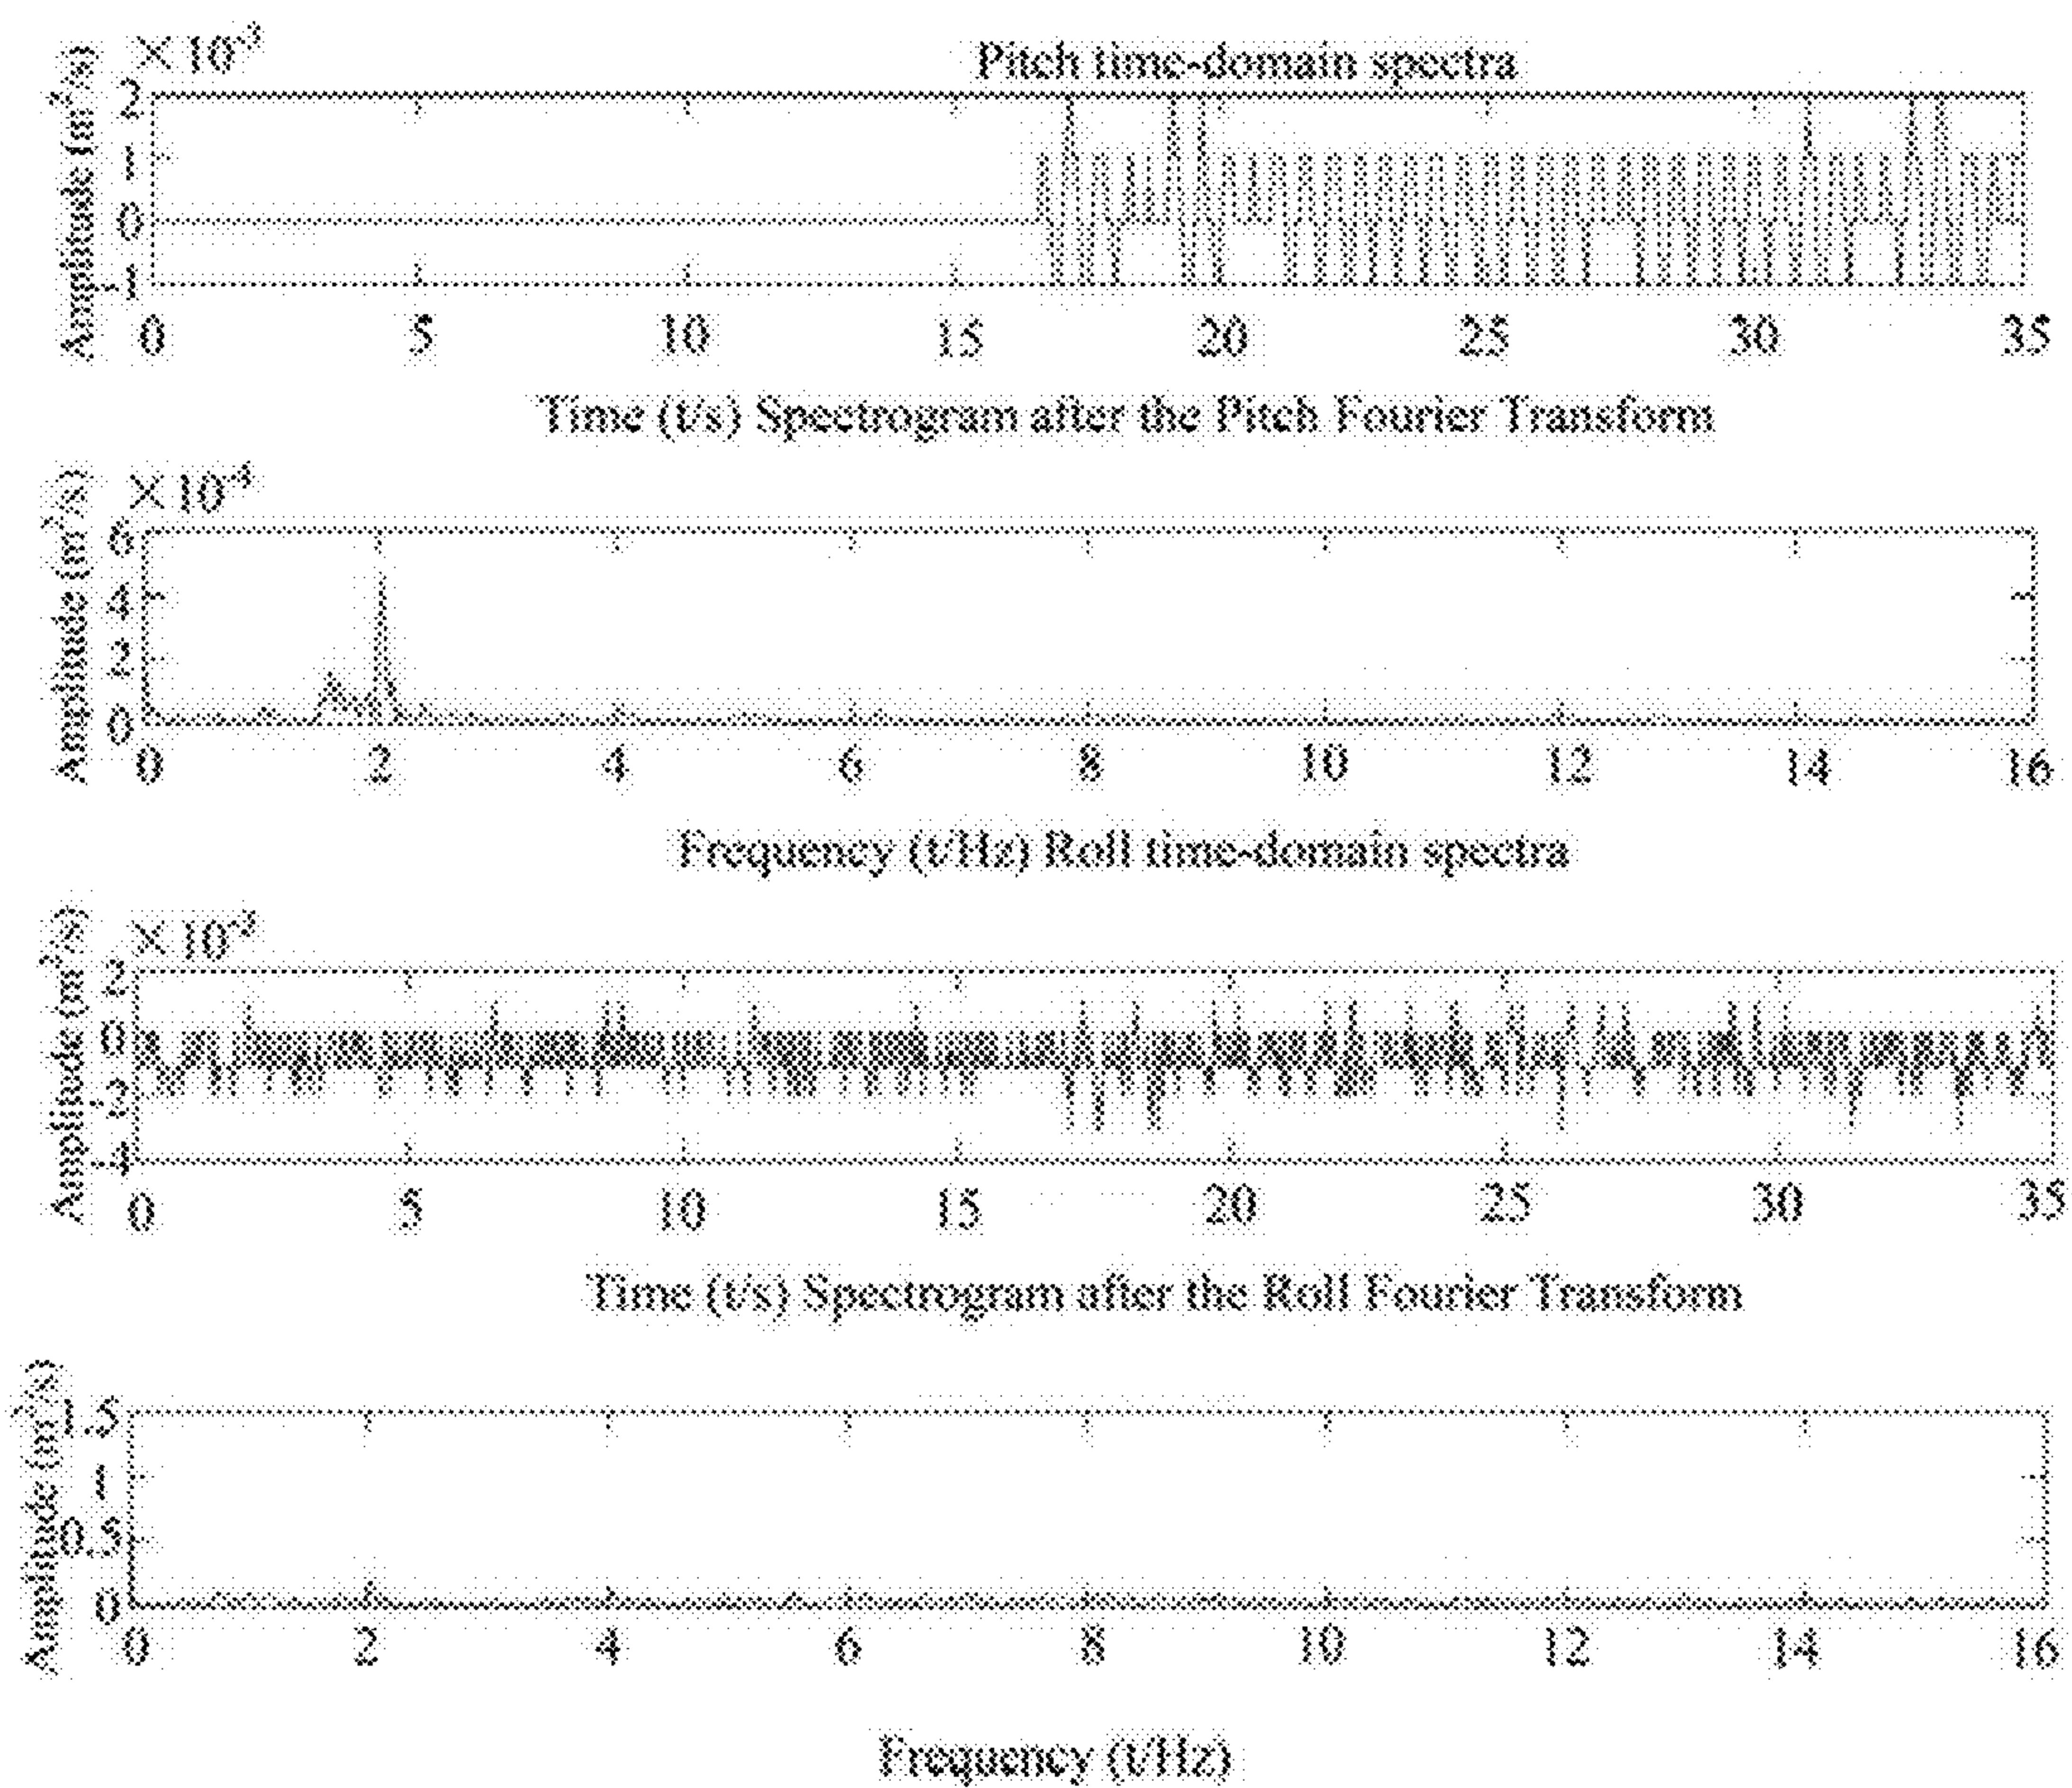 ×10⁻³
Pitch time-domain spectra
Amplitude (m²/s)
2
1
0
-1
0 5 10 15 20 25 30 35
Time (t/s) Spectrogram after the Pitch Fourier Transform
×10⁻⁴
Amplitude (m²/s)
6
4
2
0
0 2 4 6 8 10 12 14 16
Frequency (t/Hz) Roll time-domain spectra
×10⁻³
Amplitude (m²/s)
2
0
-2
-4
0 5 10 15 20 25 30 35
Time (t/s) Spectrogram after the Roll Fourier Transform
Amplitude (m²/s)
1.5
1
0.5
0
0 2 4 6 8 10 12 14 16
Frequency (t/Hz)